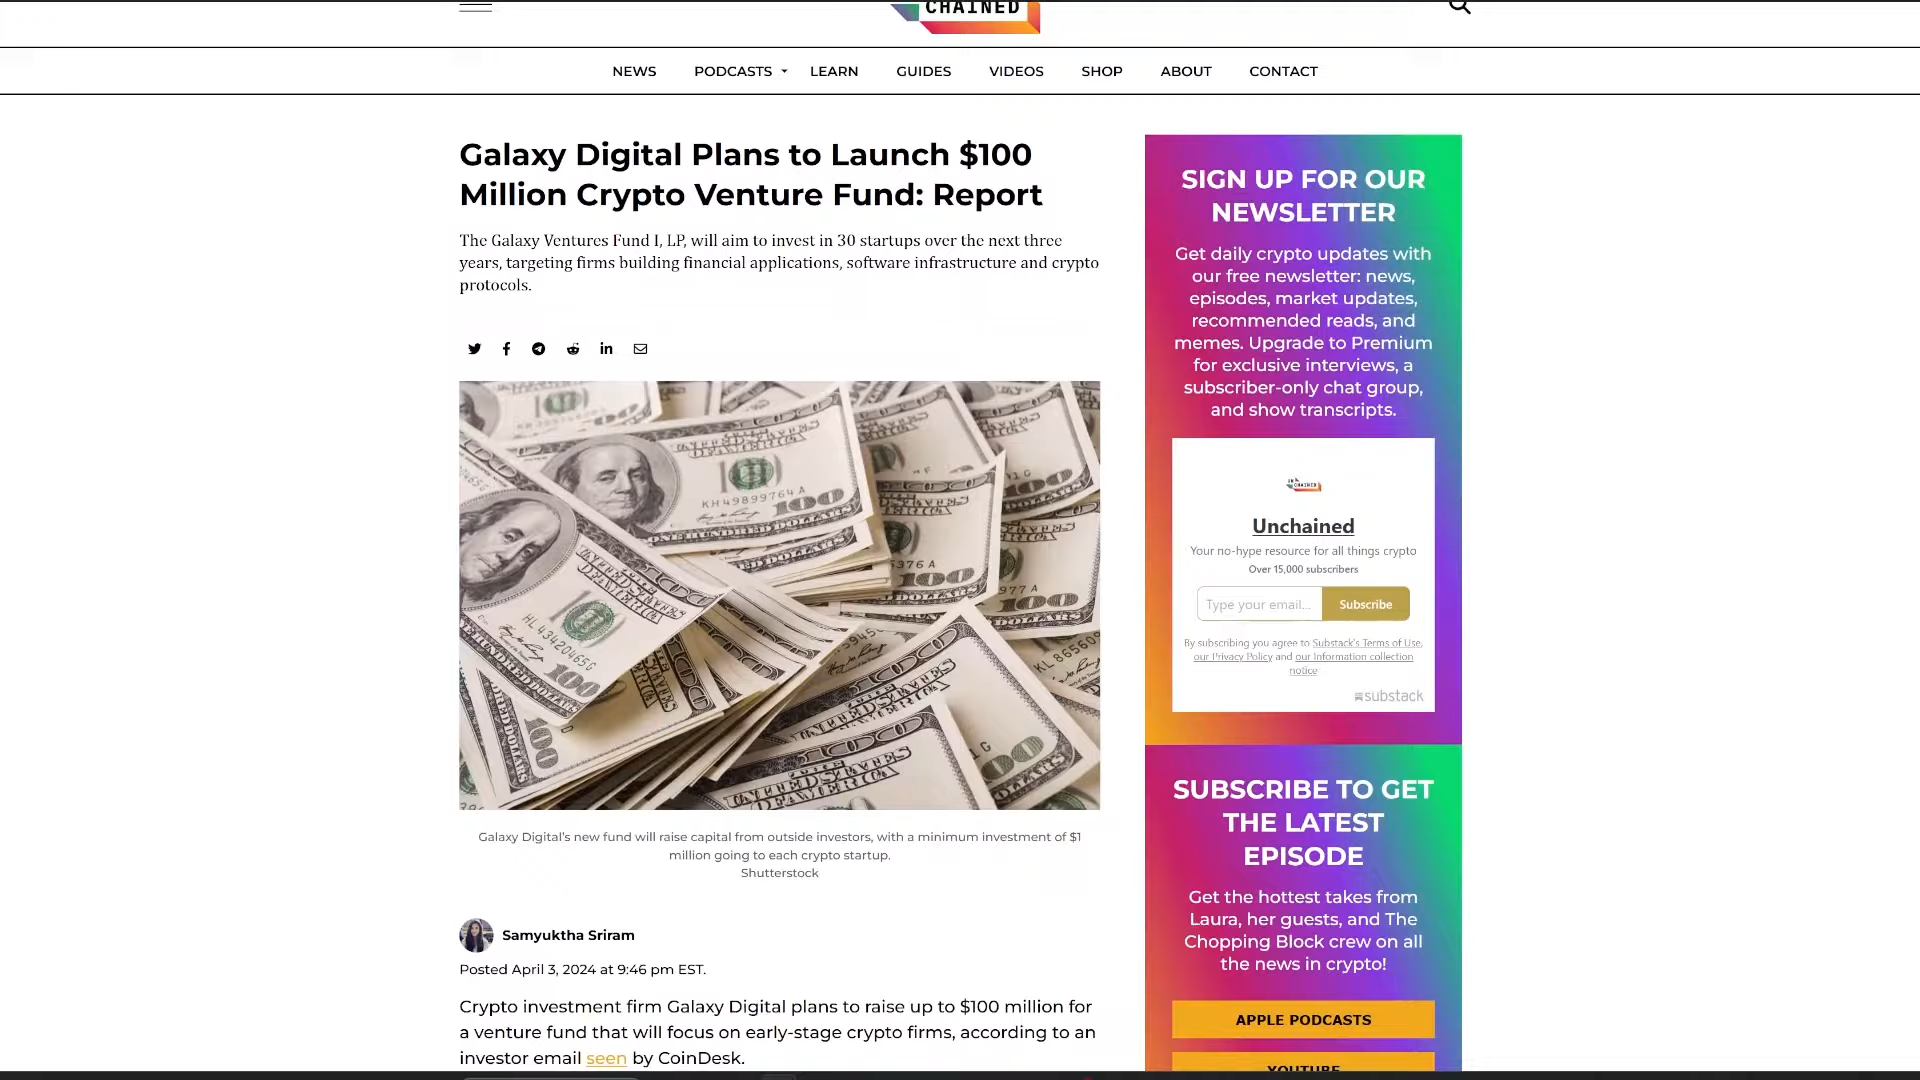 CHAINED
NEWS PODCASTS LEARN GUIDES VIDEOS SHOP ABOUT CONTACT
Galaxy Digital Plans to Launch $100
Million Crypto Venture Fund: Report
The Galaxy Ventures Fund I, LP, will aim to invest in 30 startups over the next three
years, targeting firms building financial applications, software infrastructure and crypto
protocols.
KH49899764A
100
ONE HUNDRED DOLLARS
HL43420465G
100
Galaxy Digital's new fund will raise capital from outside investors, with a minimum investment of $1
million going to each crypto startup.
Shutterstock
Samyuktha Sriram
Posted April 3, 2024 at 9:46 pm EST.
Crypto investment firm Galaxy Digital plans to raise up to $100 million for
a venture fund that will focus on early-stage crypto firms, according to an
investor email seen by CoinDesk.
SIGN UP FOR OUR
NEWSLETTER
Get daily crypto updates with
our free newsletter: news,
episodes, market updates,
recommended reads, and
memes. Upgrade to Premium
for exclusive interviews, a
subscriber-only chat group,
and show transcripts.
CHAINED
Unchained
Your no-hype resource for all things crypto
Over 15,000 subscribers
Type your email... Subscribe
By subscribing you agree to Substack's Terms of Use,
our Privacy Policy and our Information collection
notice
substack
SUBSCRIBE TO GET
THE LATEST
EPISODE
Get the hottest takes from
Laura, her guests, and The
Chopping Block crew on all
the news in crypto!
APPLE PODCASTS
YOUTUBE